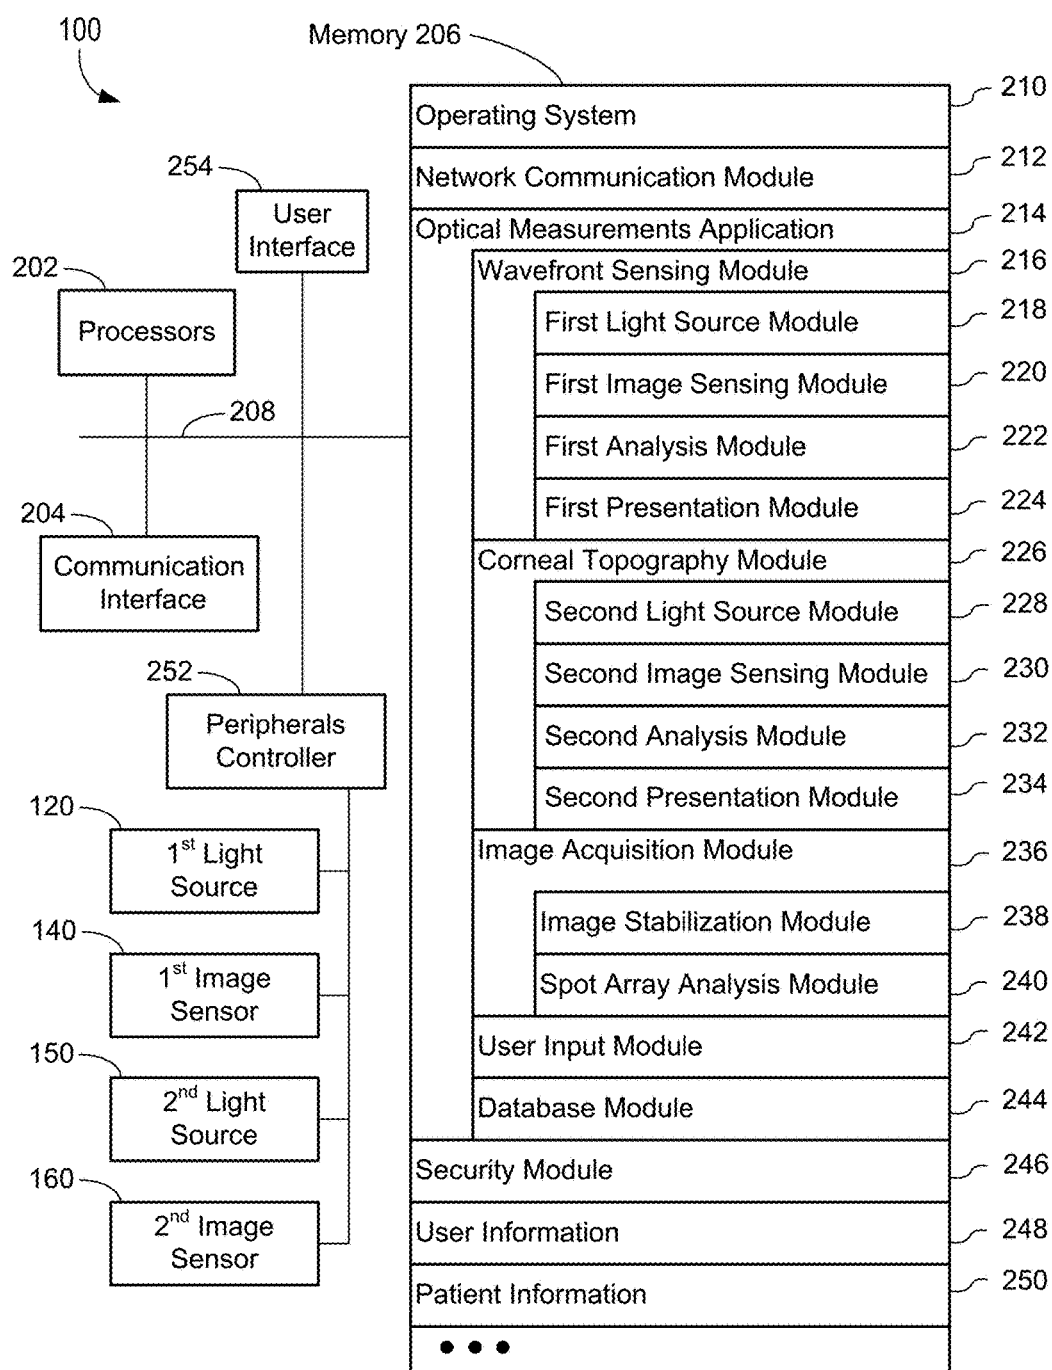 100
Memory 206
254
User
Interface
202
Processors
208
204
Communication
Interface
252
Peripherals
Controller
120
1st Light
Source
140
1st Image
Sensor
150
2nd Light
Source
160
2nd Image
Sensor
Operating System 210
Network Communication Module 212
Optical Measurements Application 214
Wavefront Sensing Module 216
First Light Source Module 218
First Image Sensing Module 220
First Analysis Module 222
First Presentation Module 224
Corneal Topography Module 226
Second Light Source Module 228
Second Image Sensing Module 230
Second Analysis Module 232
Second Presentation Module 234
Image Acquisition Module 236
Image Stabilization Module 238
Spot Array Analysis Module 240
User Input Module 242
Database Module 244
Security Module 246
User Information 248
Patient Information 250